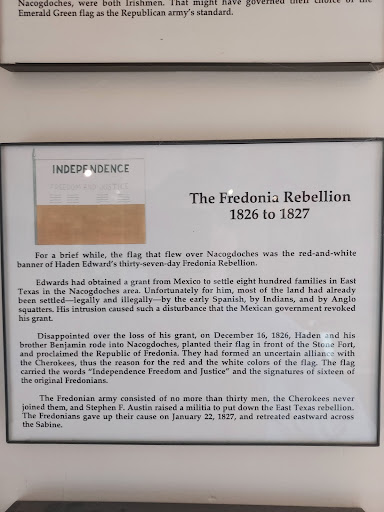 Nacogdoches, were both Irishmen. That might have governed their choice of the
Emerald Green flag as the Republican army's standard.
INDEPENDENCE
FREEDOM AND JUSTICE
The Fredonia Rebellion
1826 to 1827
For a brief while, the flag that flew over Nacogdoches was the red-and-white
banner of Haden Edward's thirty-seven-day Fredonia Rebellion.
Edwards had obtained a grant from Mexico to settle eight hundred families in East
Texas in the Nacogdoches area. Unfortunately for him, most of the land had already
been settled—legally and illegally—by the early Spanish, by Indians, and by Anglo
squatters. His intrusion caused such a disturbance that the Mexican government revoked
his grant.
Disappointed over the loss of his grant, on December 16, 1826, Haden and his
brother Benjamin rode into Nacogdoches, planted their flag in front of the Stone Fort,
and proclaimed the Republic of Fredonia. They had formed an uncertain alliance with
the Cherokees, thus the reason for the red and the white colors of the flag. The flag
carried the words "Independence Freedom and Justice" and the signatures of sixteen of
the original Fredonians.
The Fredonian army consisted of no more than thirty men, the Cherokees never
joined them, and Stephen F. Austin raised a militia to put down the East Texas rebellion.
The Fredonians gave up their cause on January 22, 1827, and retreated eastward across
the Sabine.